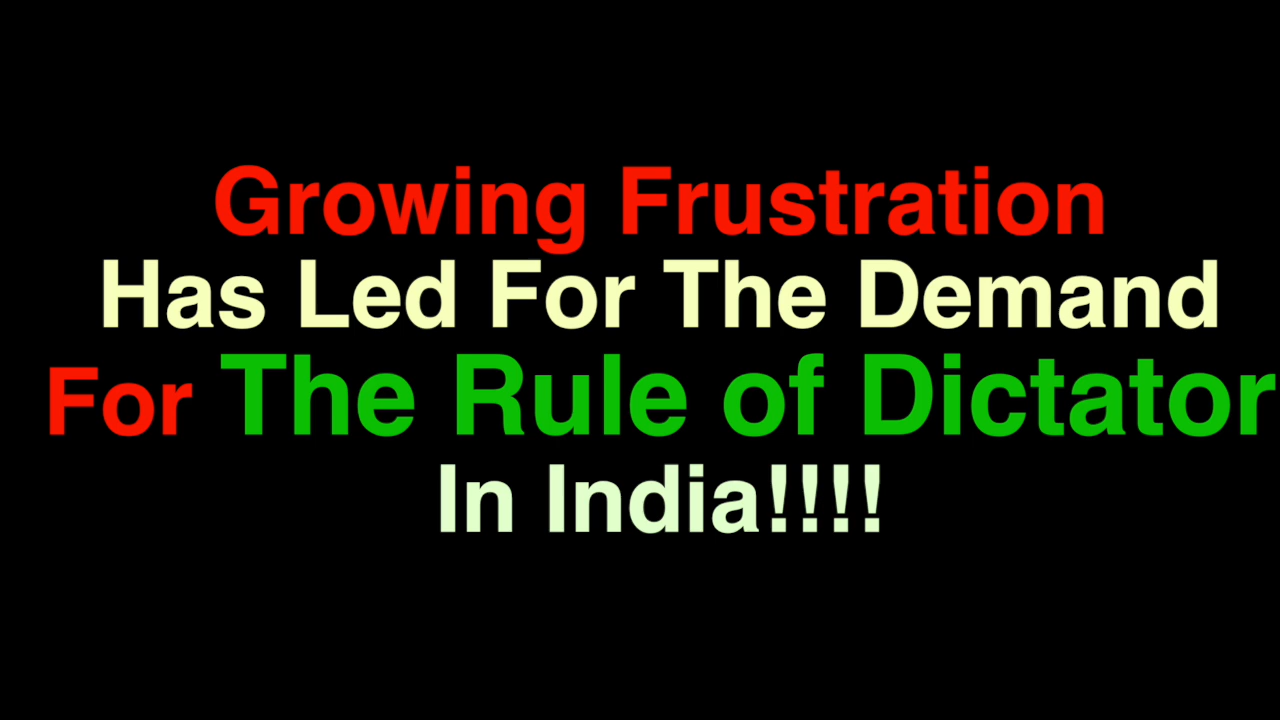 Growing Frustration
Has Led For The Demand
For The Rule of Dictator
In India!!!!